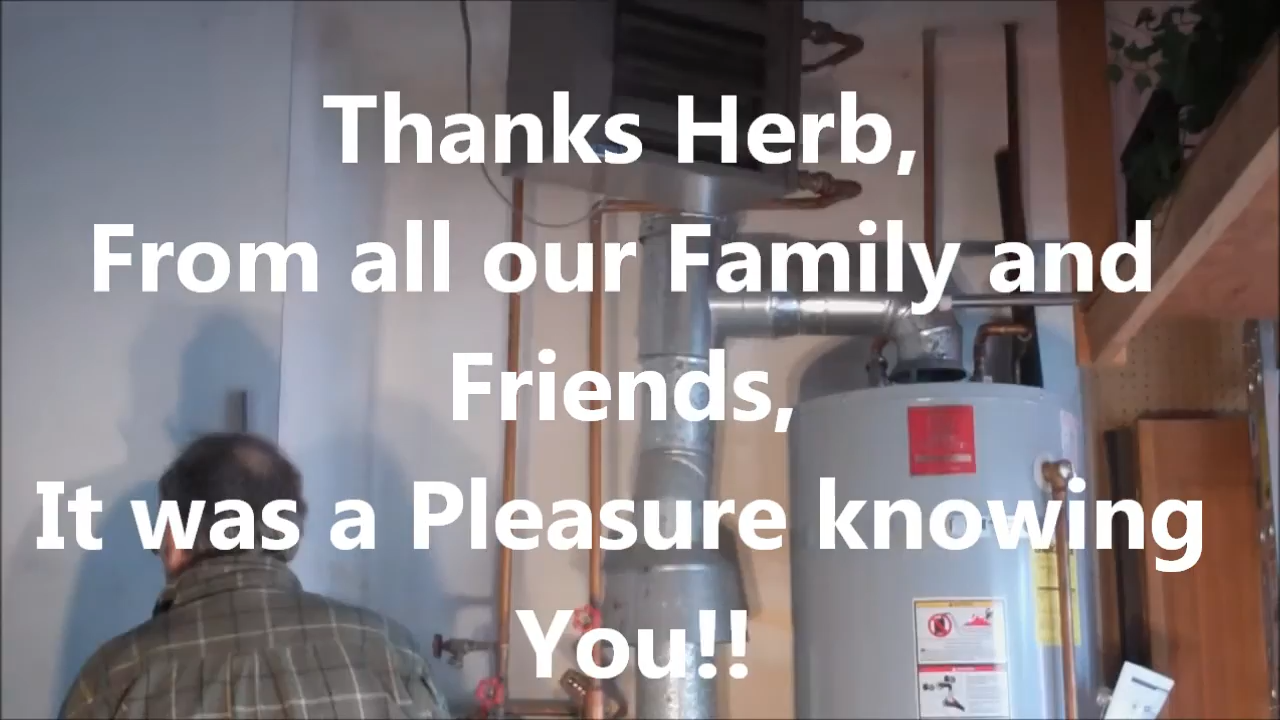 Thanks Herb,
From all our Family and
Friends,
It was a Pleasure knowing
You!!